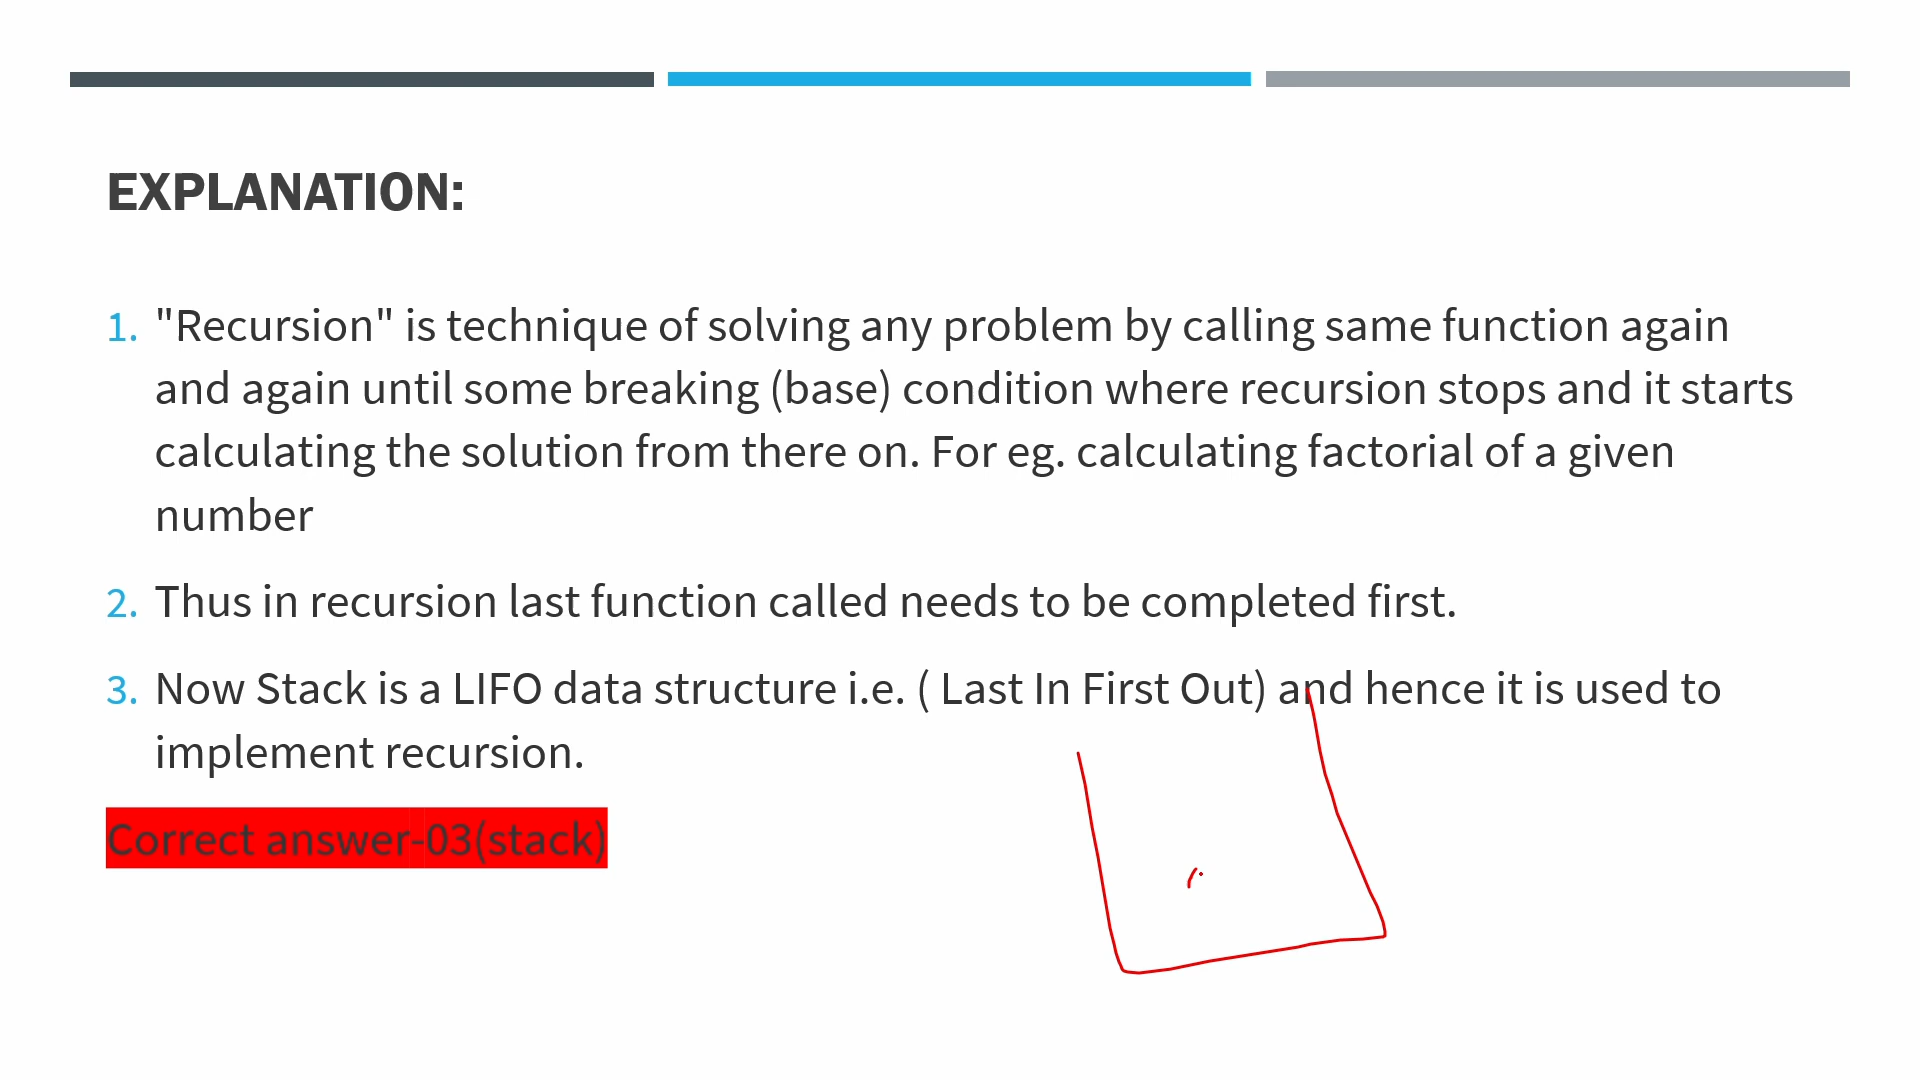 EXPLANATION:
1. "Recursion" is technique of solving any problem by calling same function again
and again until some breaking (base) condition where recursion stops and it starts
calculating the solution from there on. For eg. calculating factorial of a given
number
2. Thus in recursion last function called needs to be completed first.
3. Now Stack is a LIFO data structure i.e. ( Last In First Out) and hence it is used to
implement recursion.
Correct answer-03(stack)